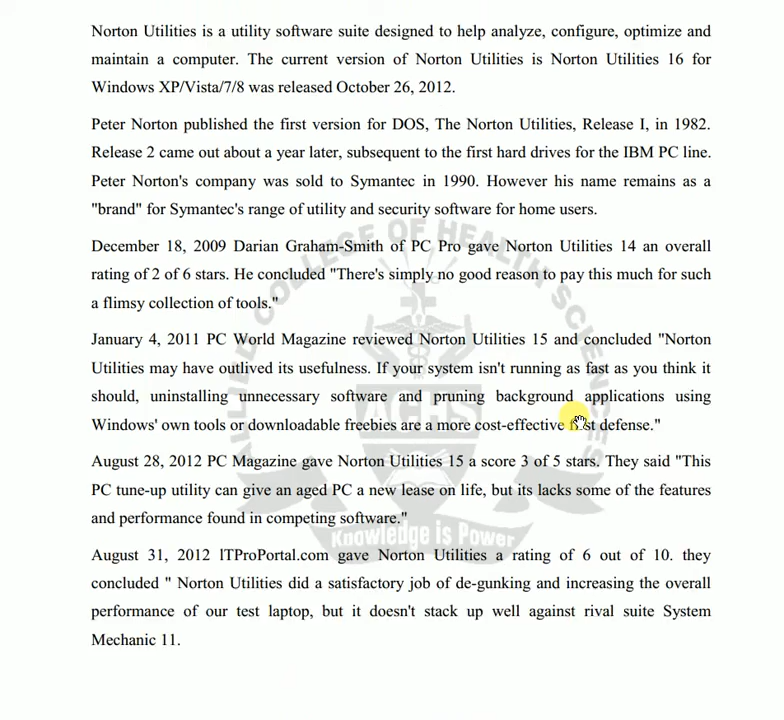 Norton Utilities is a utility software suite designed to help analyze, configure, optimize and
maintain a computer. The current version of Norton Utilities is Norton Utilities 16 for
Windows XP/Vista/7/8 was released October 26, 2012.
Peter Norton published the first version for DOS, The Norton Utilities, Release I, in 1982.
Release 2 came out about a year later, subsequent to the first hard drives for the IBM PC line.
Peter Norton's company was sold to Symantec in 1990. However his name remains as a
"brand" for Symantec's range of utility and security software for home users.
December 18, 2009 Darian Graham-Smith of PC Pro gave Norton Utilities 14 an overall
rating of 2 of 6 stars. He concluded "There's simply no good reason to pay this much for such
a flimsy collection of tools."
January 4, 2011 PC World Magazine reviewed Norton Utilities 15 and concluded "Norton
Utilities may have outlived its usefulness. If your system isn't running as fast as you think it
should, uninstalling unnecessary software and pruning background applications using
Windows' own tools or downloadable freebies are a more cost-effective first defense."
August 28, 2012 PC Magazine gave Norton Utilities 15 a score 3 of 5 stars. They said "This
PC tune-up utility can give an aged PC a new lease on life, but its lacks some of the features
and performance found in competing software."
August 31, 2012 lTProPortal.com gave Norton Utilities a rating of 6 out of 10. they
concluded " Norton Utilities did a satisfactory job of de-gunking and increasing the overall
performance of our test laptop, but it doesn't stack up well against rival suite System
Mechanic 11.
COLLEGE OF HEALTH SCIENCES
ACHS
Knowledge is Power